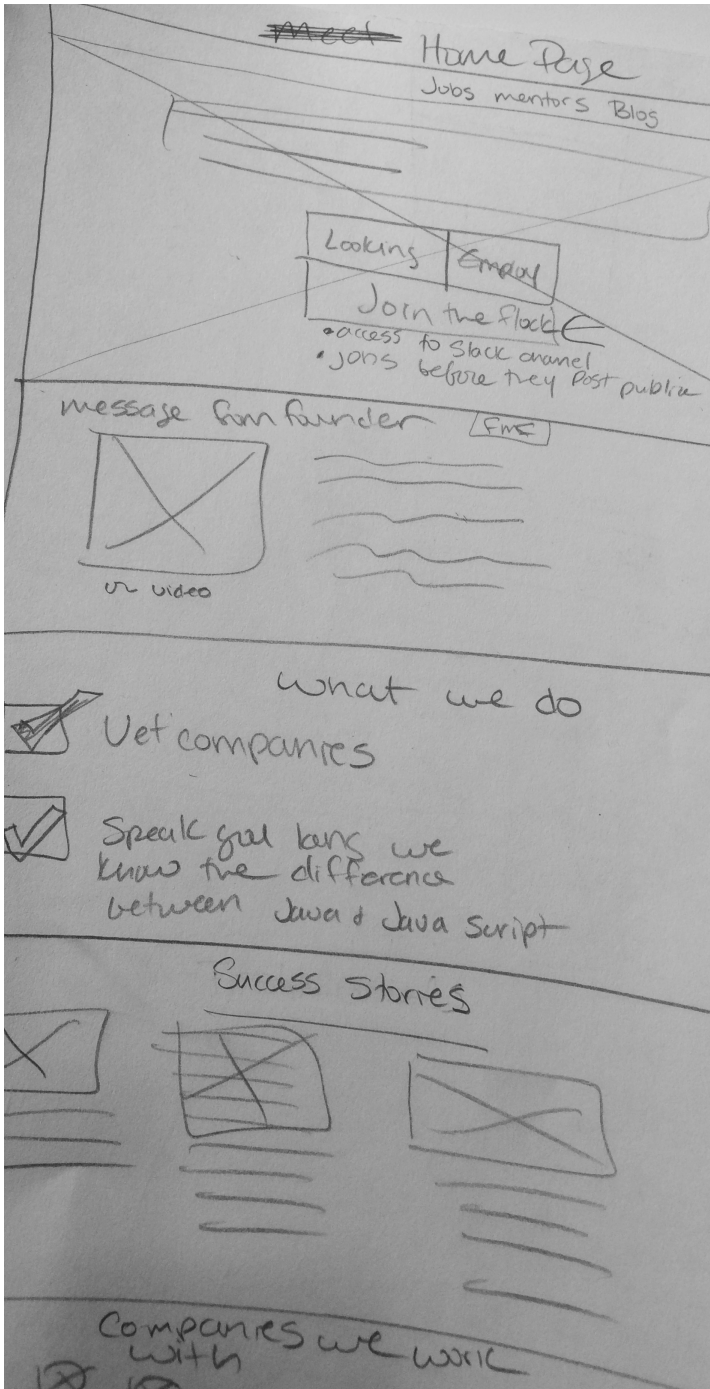 Meet Home Page
Jobs mentors Blog
Looking Employ
Join the flock
• access to Slack channel
• Jobs before they post public
message from founder
or video
What we do
Vet companies
Speak your lang we
know the difference
between Java & Java Script
Success Stories
Companies we work
with